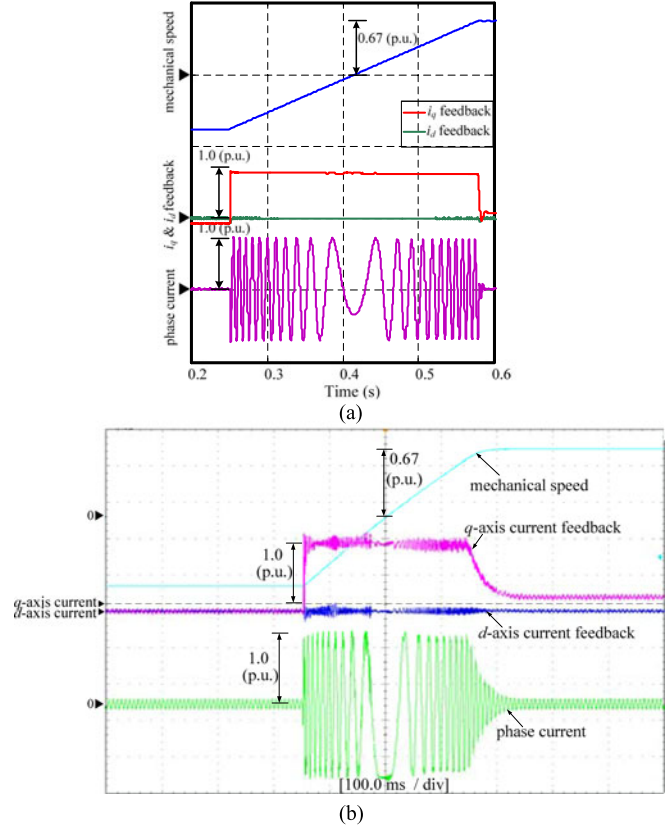 mechanical speed
0.67 (p.u.)
iq feedback
id feedback
iq & id feedback
1.0 (p.u.)
1.0 (p.u.)
phase current
0.2 0.3 0.4 0.5 0.6
Time (s)
(a)
0.67
(p.u.)
mechanical speed
0
q-axis current feedback
1.0
(p.u.)
q-axis current
d-axis current
d-axis current feedback
1.0
(p.u.)
0
phase current
[100.0 ms / div]
(b)